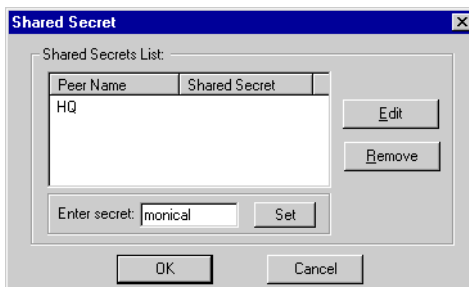 Shared Secret
Shared Secrets List:
Peer Name Shared Secret
HQ
Edit
Remove
Enter secret: monical Set
OK Cancel